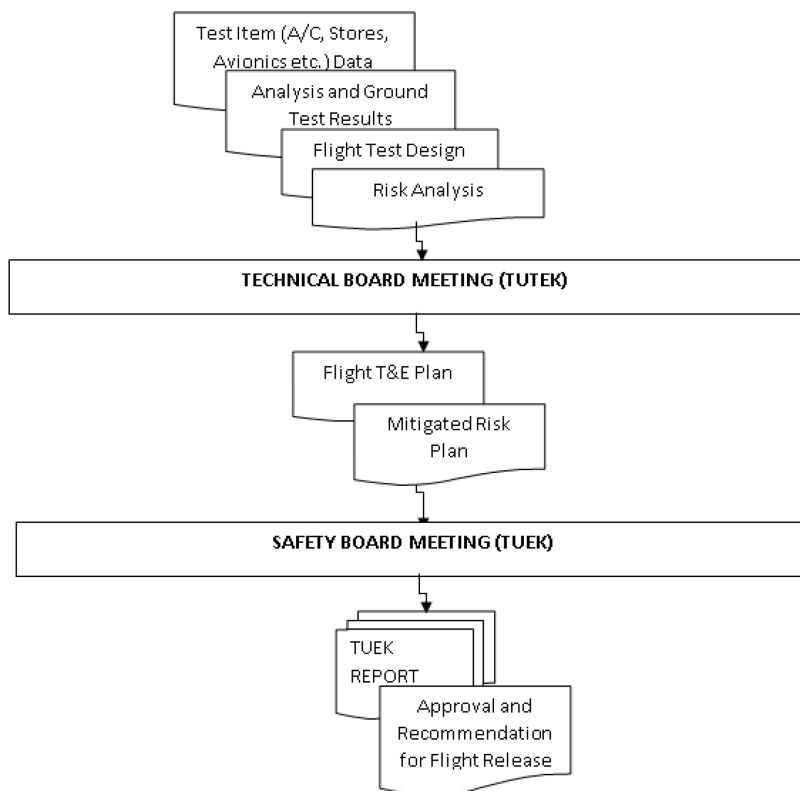 Test Item (A/C, Stores,
Avionics etc.) Data
Analysis and Ground
Test Results
Flight Test Design
Risk Analysis
TECHNICAL BOARD MEETING (TUTEK)
Flight T&E Plan
Mitigated Risk
Plan
SAFETY BOARD MEETING (TUEK)
TUEK
REPORT
Approval and
Recommendation
for Flight Release